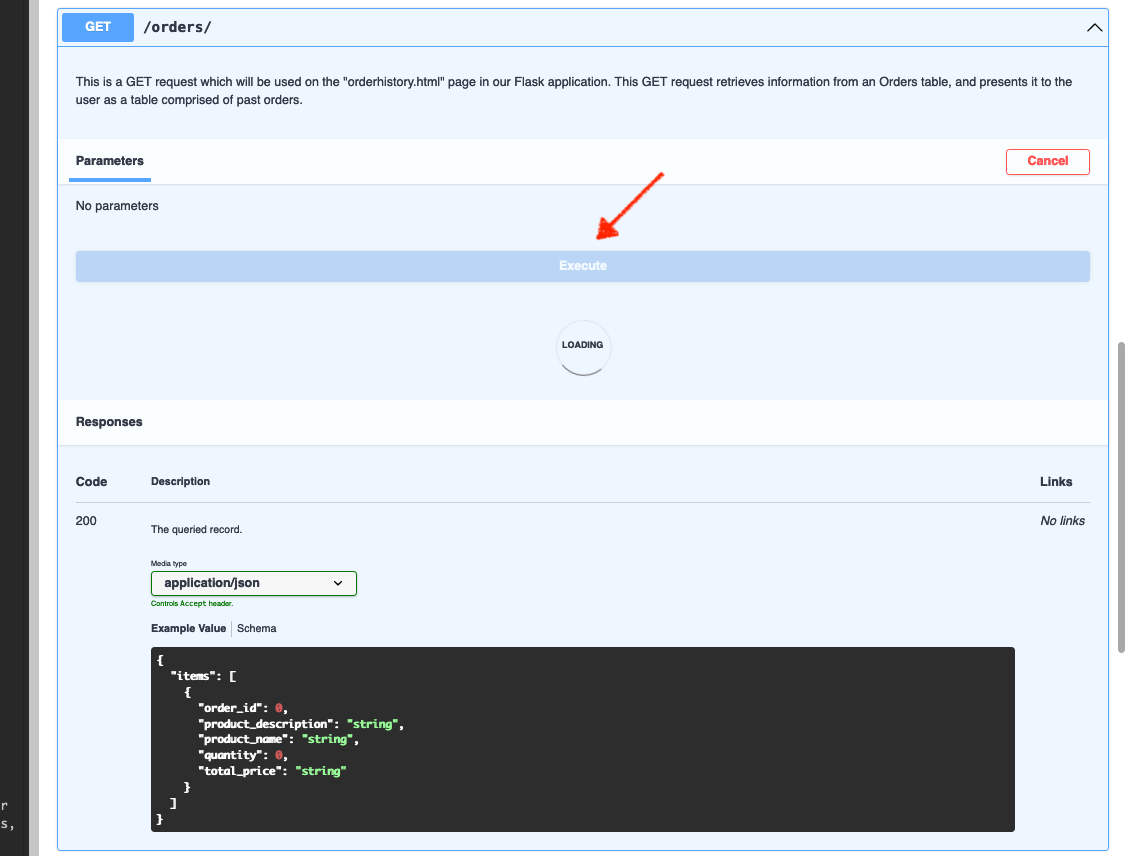 GET /orders/
This is a GET request which will be used on the "orderhistory.html" page in our Flask application. This GET request retrieves information from an Orders table, and presents it to the
user as a table comprised of past orders.
Parameters
Cancel
No parameters
Execute
LOADING
Responses
Code Description Links
200 The queried record. No links
Media type
application/json
Controls Accept header.
Example Value Schema
{
"items": [
{
"order_id": 0,
"product_description": "string",
"product_name": "string",
"quantity": 0,
"total_price": "string"
}
]
}
r
s,